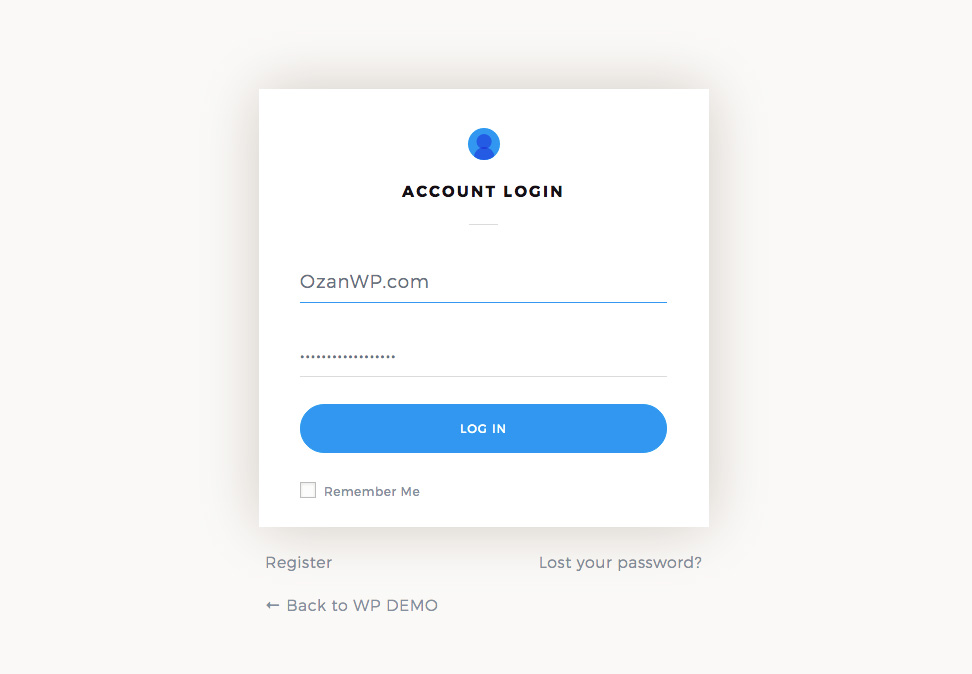 ACCOUNT LOGIN
OzanWP.com
••••••••••••••••••
LOG IN
Remember Me
Register
Lost your password?
← Back to WP DEMO